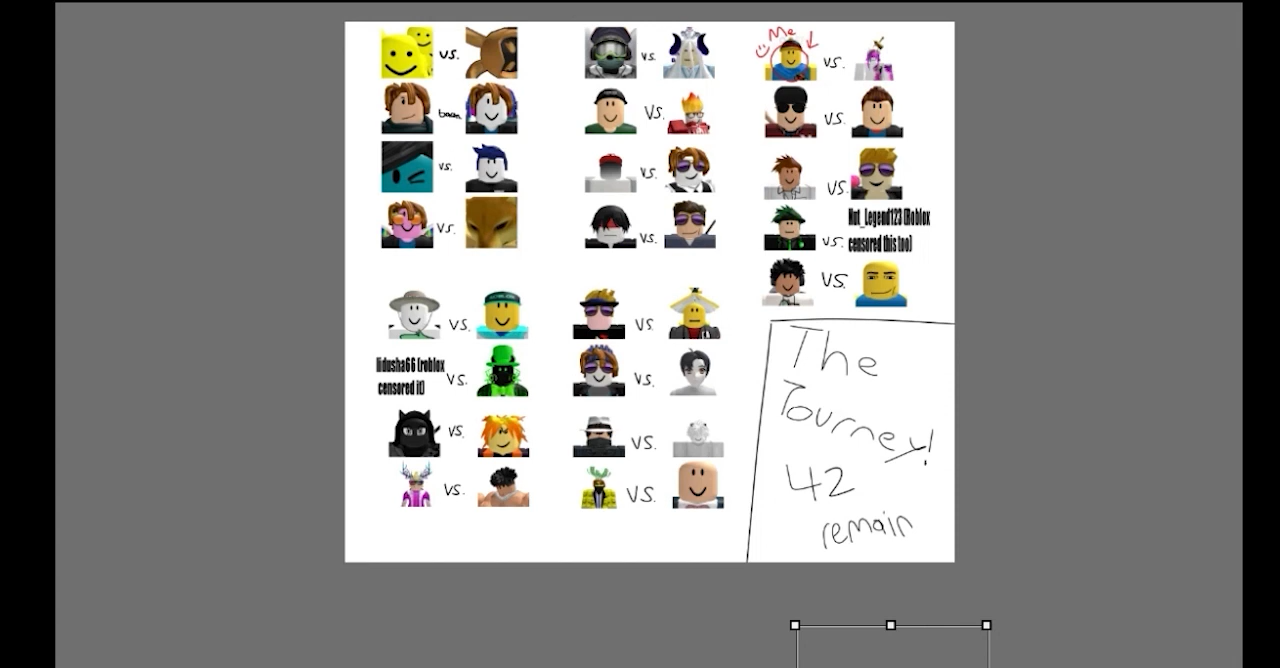 vs.
vs.
Me
vs.
VS.
vs.
vs.
vs.
vs.
vs.
vs.
vs.
Nut_Legend123 (Roblox
censored this too)
vs.
VS.
vs.
vs
lidusha66 (roblox
censored it)
vs.
vs.
vs.
vs.
vs.
vs.
The
Tourney!
42
remain